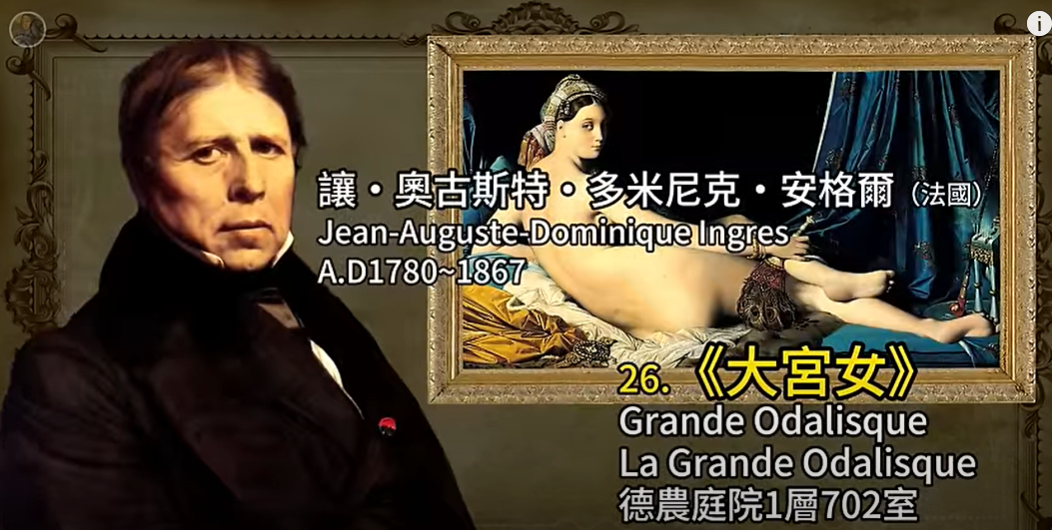 讓·奧古斯特·多米尼克·安格爾（法國）
Jean-Auguste-Dominique Ingres
A.D1780~1867
26.《大宮女》
Grande Odalisque
La Grande Odalisque
德農庭院1層702室